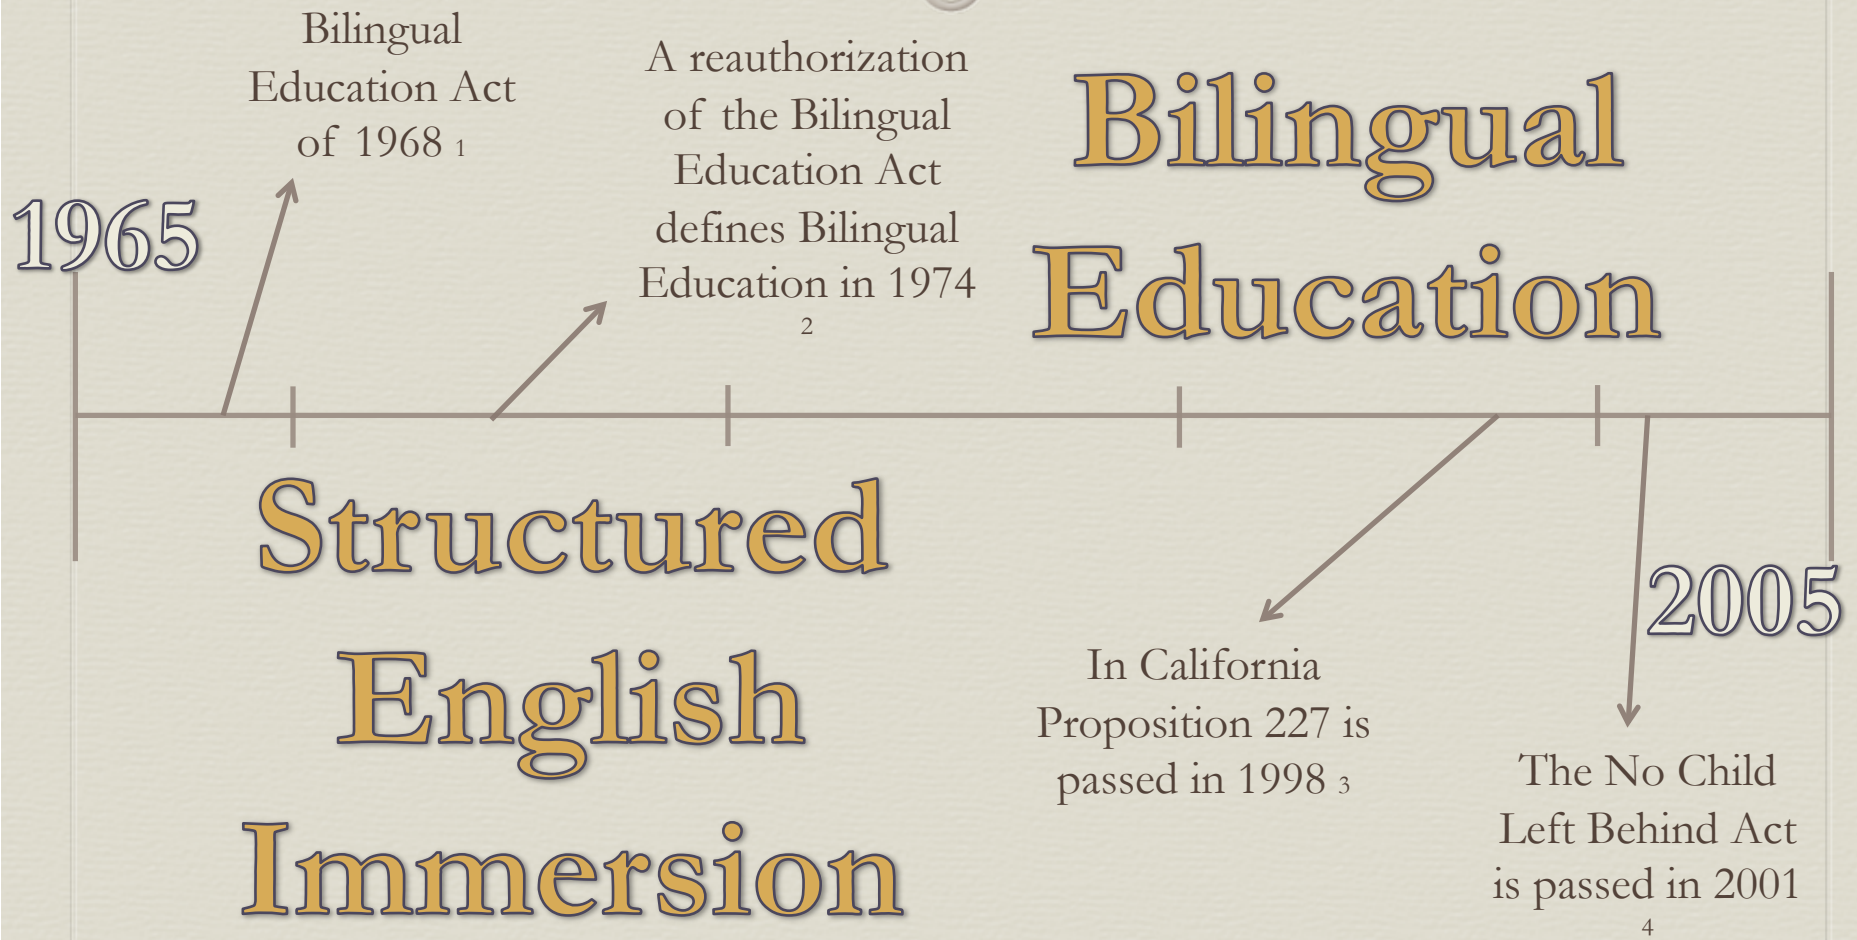 Bilingual
Education Act
of 1968 1
A reauthorization
of the Bilingual
Education Act
defines Bilingual
Education in 1974
2
Bilingual
Education
1965
Structured
English
Immersion
In California
Proposition 227 is
passed in 1998 3
2005
The No Child
Left Behind Act
is passed in 2001
4